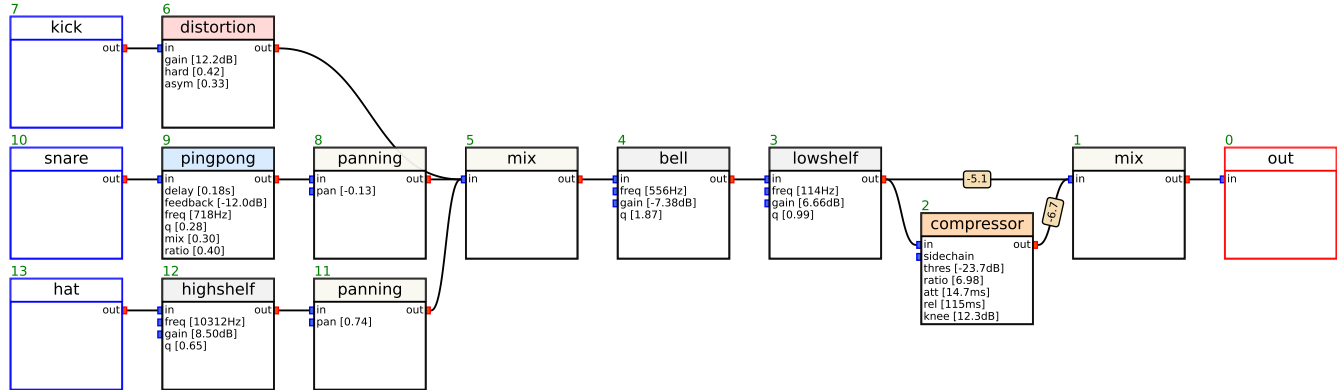 7
kick
out
6
distortion
in out
gain [12.2dB]
hard [0.42]
asym [0.33]
10
snare
out
9
pingpong
in out
delay [0.18s]
feedback [-12.0dB]
freq [718Hz]
q [0.28]
mix [0.30]
ratio [0.40]
8
panning
in out
pan [-0.13]
5
mix
in out
4
bell
in out
freq [556Hz]
gain [-7.38dB]
q [1.87]
3
lowshelf
in out
freq [114Hz]
gain [6.66dB]
q [0.99]
-5.1
2
compressor
in out
sidechain
thres [-23.7dB]
ratio [6.98]
att [14.7ms]
rel [115ms]
knee [12.3dB]
-6.7
1
mix
in out
0
out
in
13
hat
out
12
highshelf
in out
freq [10312Hz]
gain [8.50dB]
q [0.65]
11
panning
in out
pan [0.74]